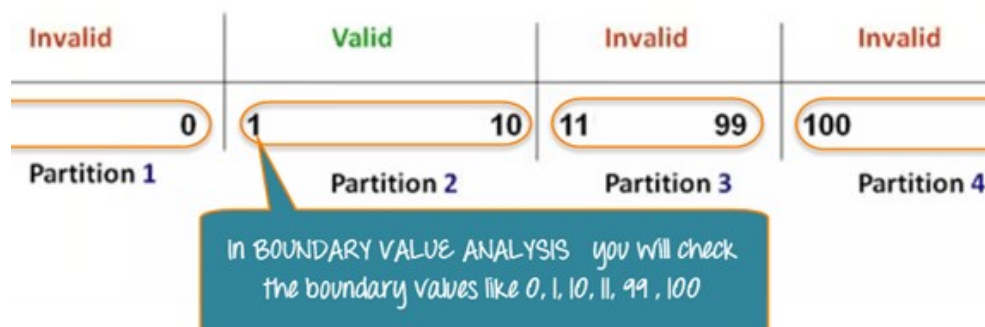 Invalid Valid Invalid Invalid
0 1 10 11 99 100
Partition 1 Partition 2 Partition 3 Partition 4
In BOUNDARY VALUE ANALYSIS you will check
the boundary values like 0, 1, 10, 11, 99 , 100